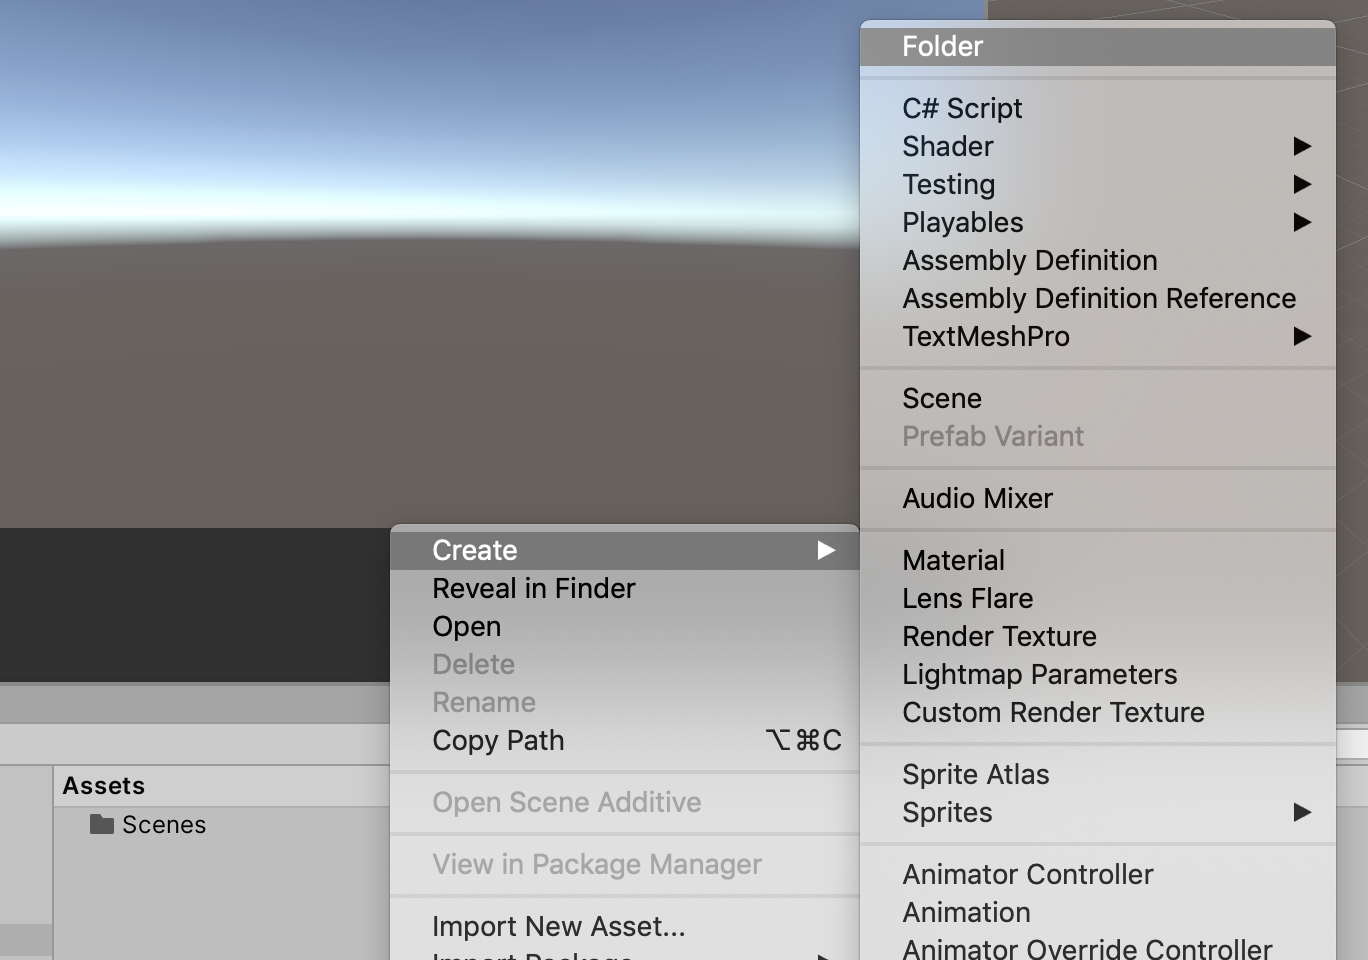 Folder
C# Script
Shader
Testing
Playables
Assembly Definition
Assembly Definition Reference
TextMeshPro
Scene
Prefab Variant
Audio Mixer
Material
Lens Flare
Render Texture
Lightmap Parameters
Custom Render Texture
Sprite Atlas
Sprites
Animator Controller
Animation
Animator Override Controller
Create
Reveal in Finder
Open
Delete
Rename
Copy Path ⌥⌘C
Open Scene Additive
View in Package Manager
Import New Asset...
Import Package
Assets
Scenes